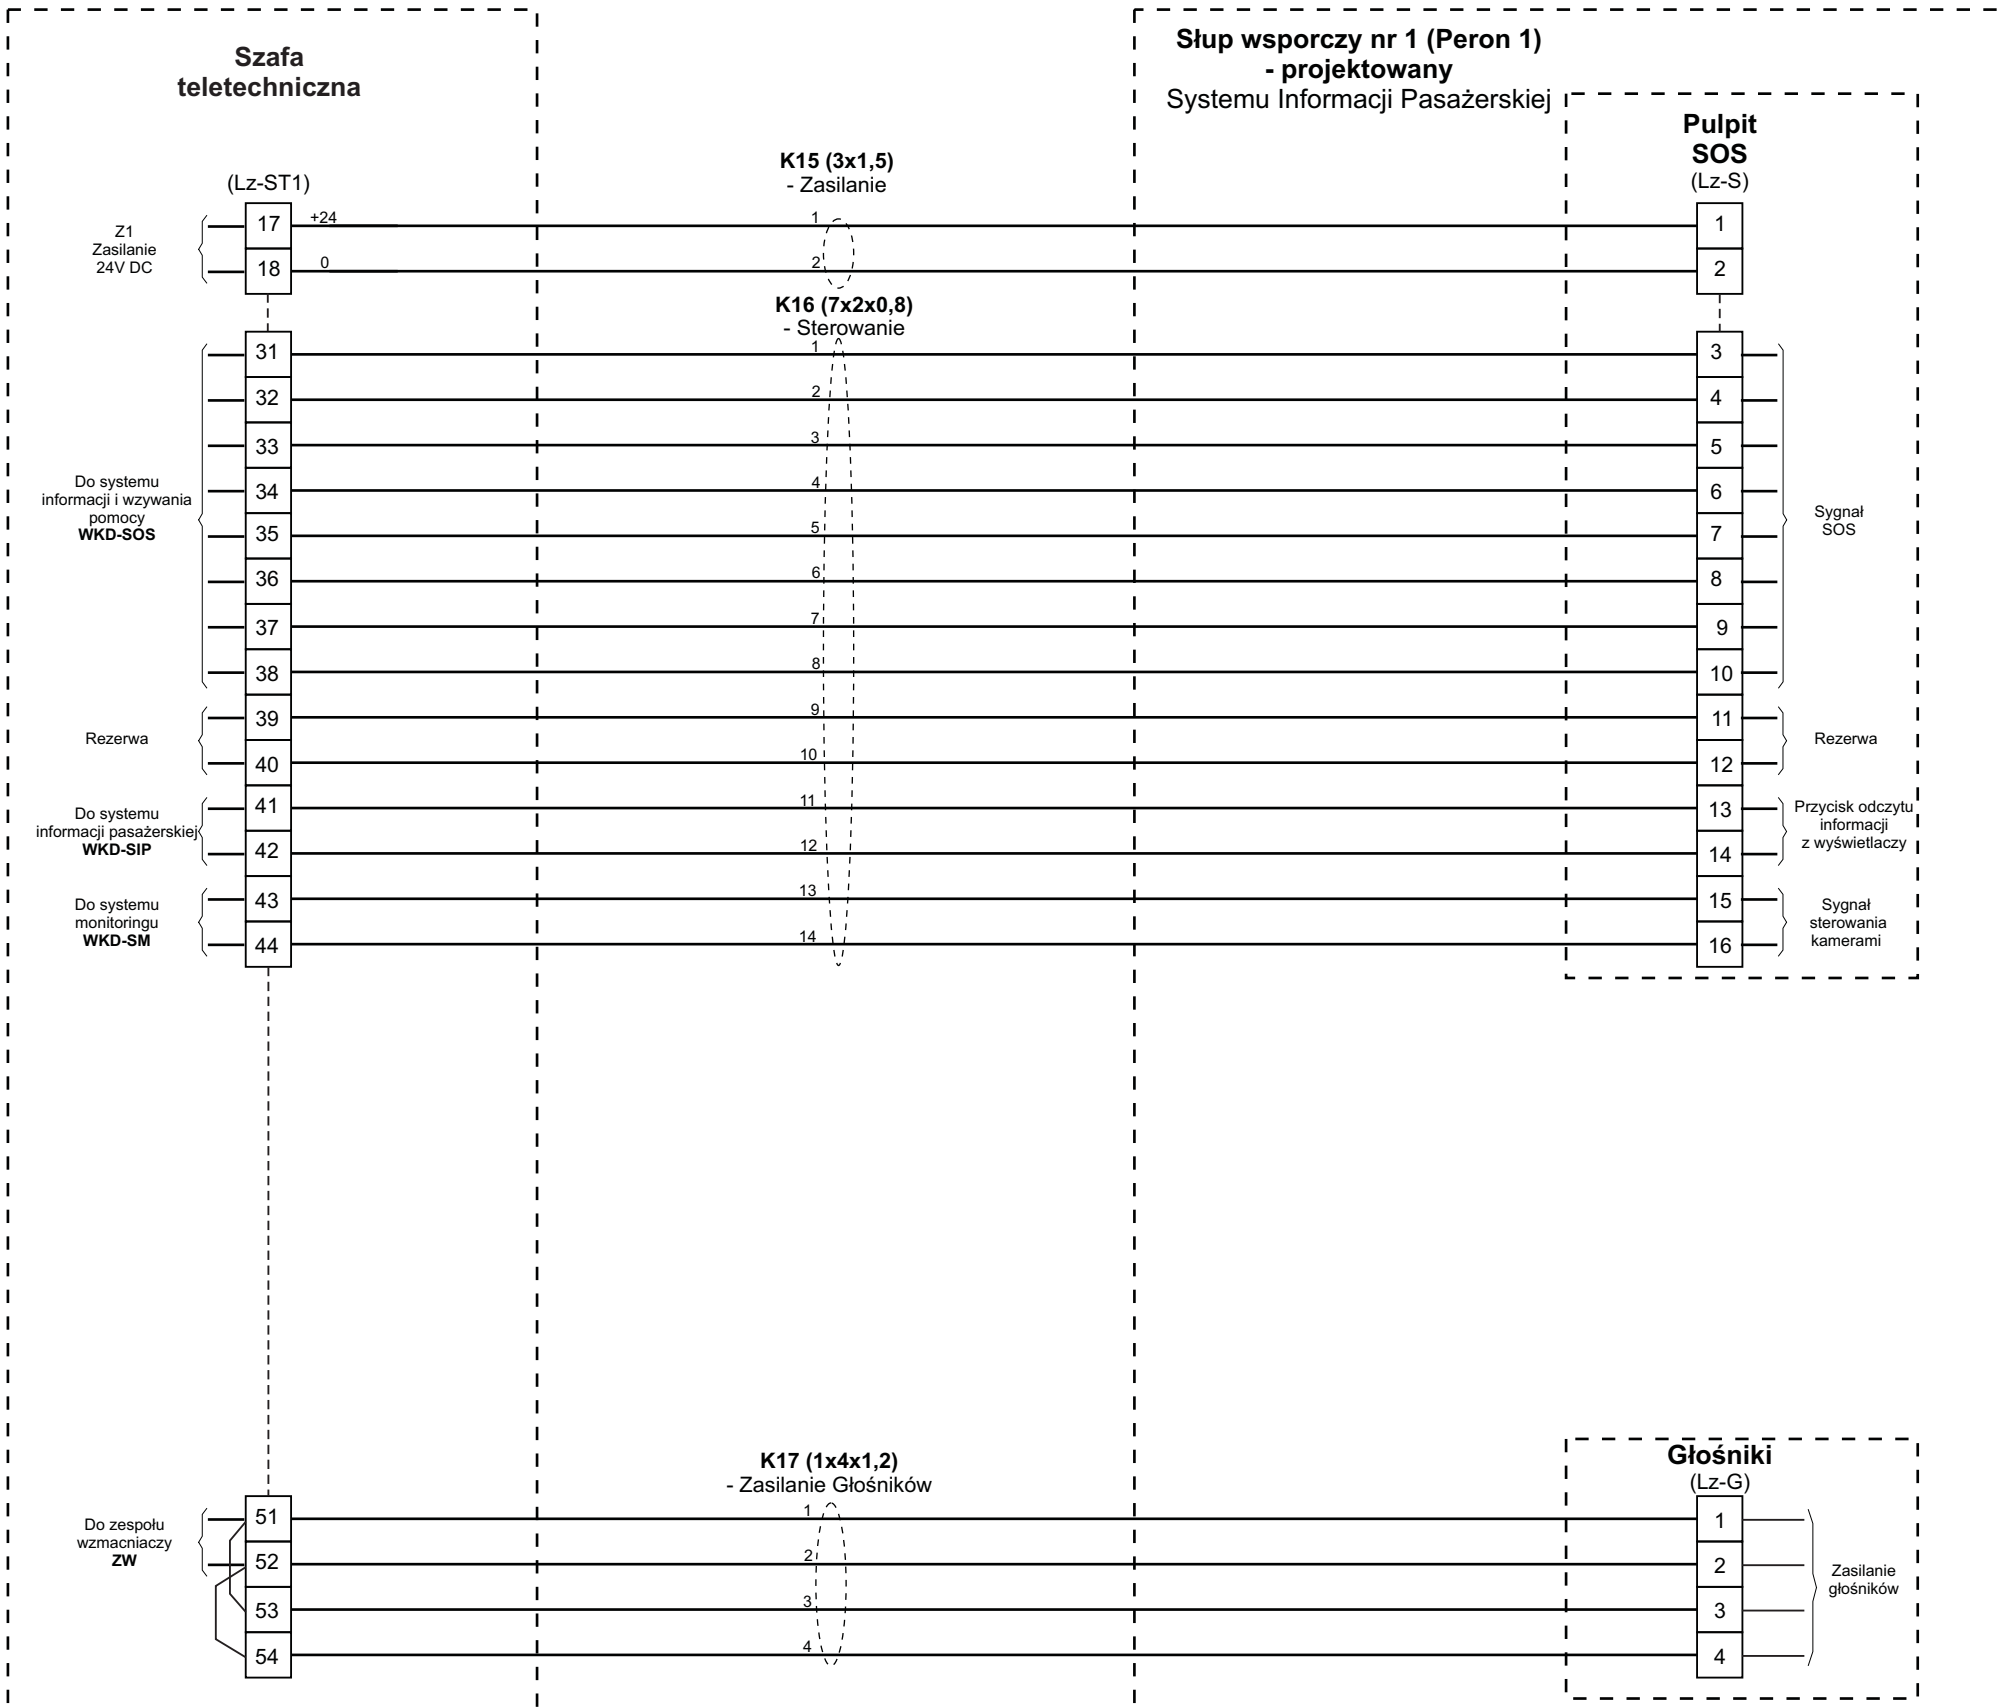 Szafa
teletechniczna
Słup wsporczy nr 1 (Peron 1)
- projektowany
Systemu Informacji Pasażerskiej
Pulpit
SOS
(Lz-S)
K15 (3x1,5)
- Zasilanie
(Lz-ST1)
Z1
Zasilanie
24V DC
17 +24 1 1
18 0 2 2
K16 (7x2x0,8)
- Sterowanie
31 1 3
32 2 4
33 3 5
34 4 6
35 5 7
36 6 8
37 7 9
38 8 10
39 9 11
40 10 12
41 11 13
42 12 14
43 13 15
44 14 16
Do systemu
informacji i wzywania
pomocy
WKD-SOS
Sygnał
SOS
Rezerwa
Rezerwa
Do systemu
informacji pasażerskiej
WKD-SIP
Przycisk odczytu
informacji
z wyświetlaczy
Do systemu
monitoringu
WKD-SM
Sygnał
sterowania
kamerami
K17 (1x4x1,2)
- Zasilanie Głośników
Głośniki
(Lz-G)
51 1 1
52 2 2
53 3 3
54 4 4
Do zespołu
wzmacniaczy
ZW
Zasilanie
głośników